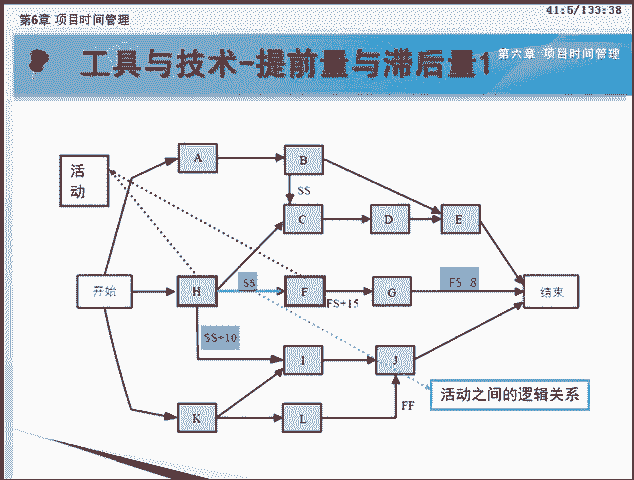 第6章 项目时间管理
41:5/133:38
工具与技术-提前量与滞后量1
第六章 项目时间管理
活动
A
B
SS
C
D
E
开始
H
SS
F
FS+15
G
FS 8
结束
SS+10
I
J
活动之间的逻辑关系
K
L
FF